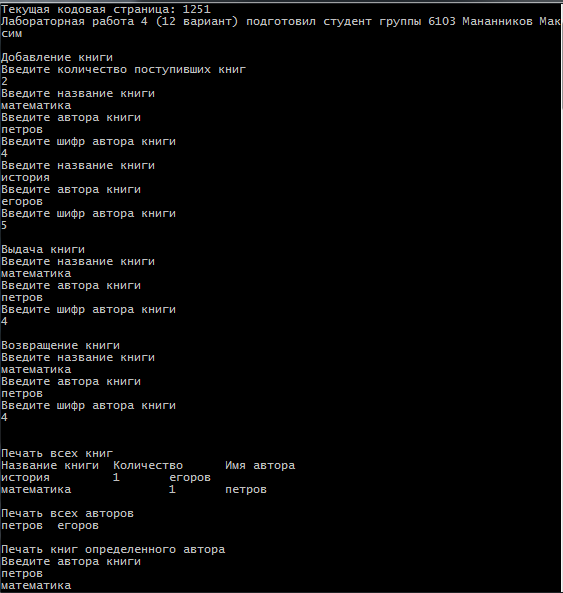 Текущая кодовая страница: 1251
Лабораторная работа 4 (12 вариант) подготовил студент группы 6103 Мананников Мак
сим
Добавление книги
Введите количество поступивших книг
2
Введите название книги
математика
Введите автора книги
петров
Введите шифр автора книги
4
Введите название книги
история
Введите автора книги
егоров
Введите шифр автора книги
5
Выдача книги
Введите название книги
математика
Введите автора книги
петров
Введите шифр автора книги
4
Возвращение книги
Введите название книги
математика
Введите автора книги
петров
Введите шифр автора книги
4
Печать всех книг
Название книги Количество Имя автора
история 1 егоров
математика 1 петров
Печать всех авторов
петров егоров
Печать книг определенного автора
Введите автора книги
петров
математика